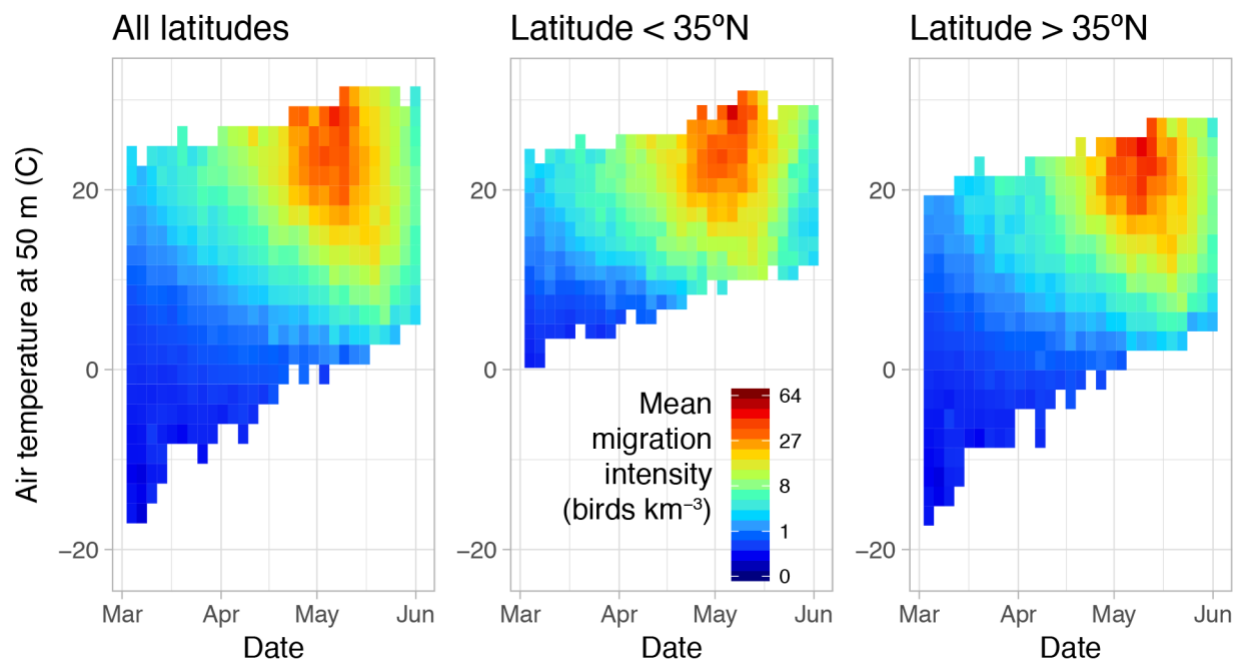 All latitudes
Latitude < 35ºN
Latitude > 35ºN
Air temperature at 50 m (C)
20
0
−20
Mar
Apr
May
Jun
Date
20
0
−20
Mar
Apr
May
Jun
Date
Mean
migration
intensity
(birds km⁻³)
64
27
8
1
0
20
0
−20
Mar
Apr
May
Jun
Date